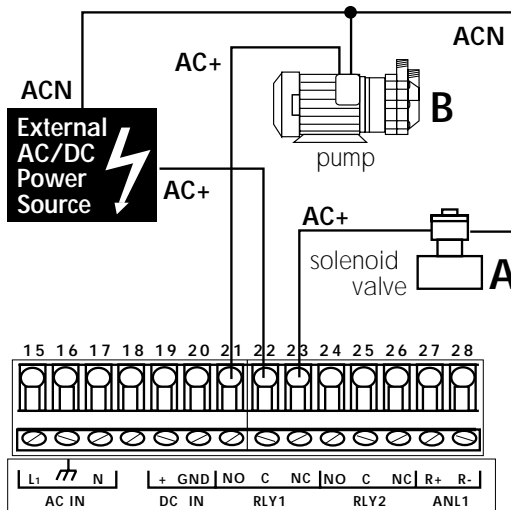 ACN
AC+
ACN
B
External
AC/DC
Power
Source
pump
AC+
AC+
solenoid
valve
A
15 16 17 18 19 20 21 22 23 24 25 26 27 28
L1 N + GND NO C NC NO C NC R+ R-
AC IN DC IN RLY1 RLY2 ANL1